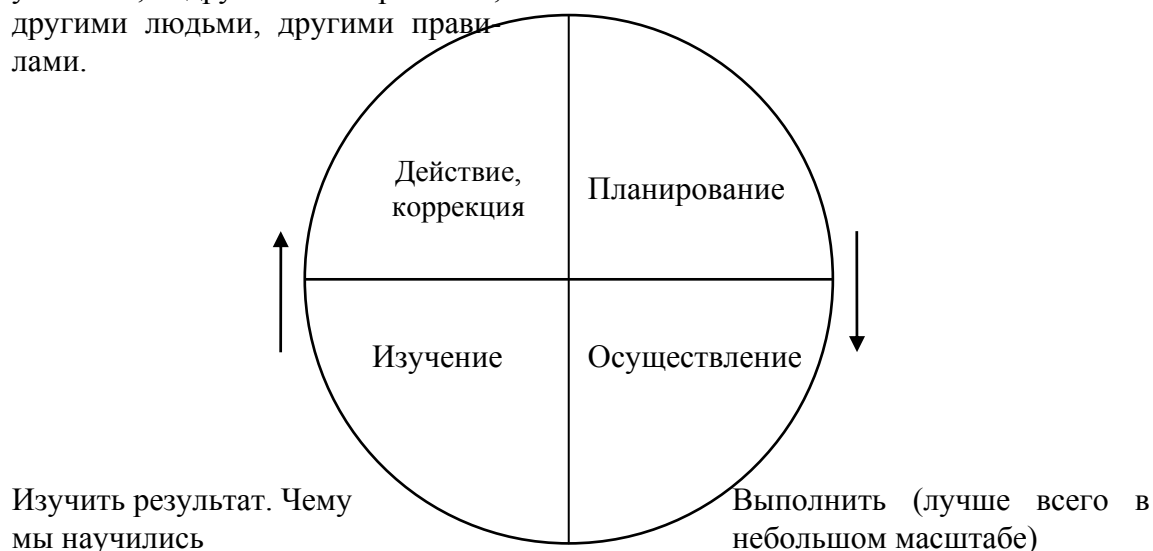 другими людьми, другими прави-
лами.
Действие,
коррекция
Планирование
Изучение
Осуществление
Изучить результат. Чему
мы научились
Выполнить (лучше всего в
небольшом масштабе)